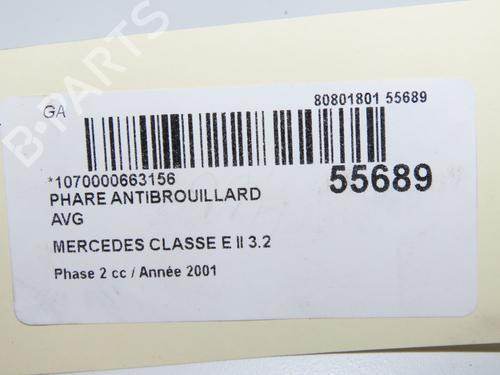 GA
80801801 55689
*1070000663156
55689
PHARE ANTIBROUILLARD
AVG
MERCEDES CLASSE E II 3.2
Phase 2 cc / Année 2001
B-PARTS